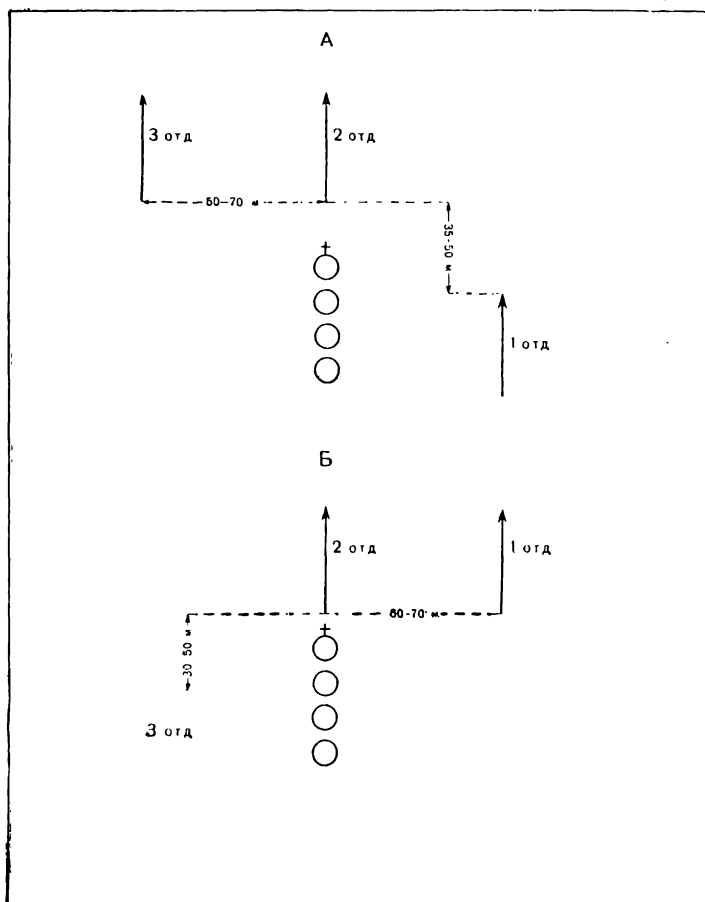 А
3 отд
2 отд
60–70 м
35-50 м
1 отд
Б
2 отд
1 отд
60-70 м
30 50 м
3 отд